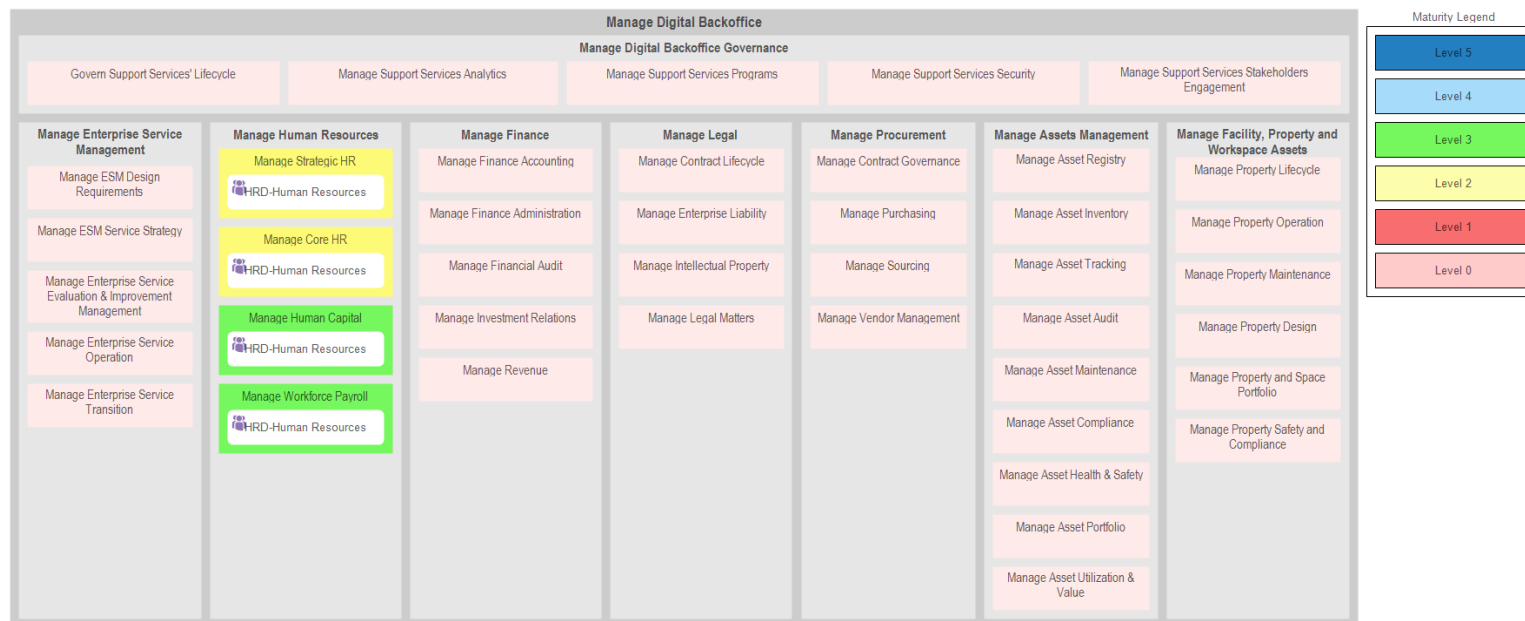 Manage Digital Backoffice
Manage Digital Backoffice Governance
Govern Support Services' Lifecycle
Manage Support Services Analytics
Manage Support Services Programs
Manage Support Services Security
Manage Support Services Stakeholders
Engagement
Manage Enterprise Service
Management
Manage ESM Design
Requirements
Manage ESM Service Strategy
Manage Enterprise Service
Evaluation & Improvement
Management
Manage Enterprise Service
Operation
Manage Enterprise Service
Transition
Manage Human Resources
Manage Strategic HR
HRD-Human Resources
Manage Core HR
HRD-Human Resources
Manage Human Capital
HRD-Human Resources
Manage Workforce Payroll
HRD-Human Resources
Manage Finance
Manage Finance Accounting
Manage Finance Administration
Manage Financial Audit
Manage Investment Relations
Manage Revenue
Manage Legal
Manage Contract Lifecycle
Manage Enterprise Liability
Manage Intellectual Property
Manage Legal Matters
Manage Procurement
Manage Contract Governance
Manage Purchasing
Manage Sourcing
Manage Vendor Management
Manage Assets Management
Manage Asset Registry
Manage Asset Inventory
Manage Asset Tracking
Manage Asset Audit
Manage Asset Maintenance
Manage Asset Compliance
Manage Asset Health & Safety
Manage Asset Portfolio
Manage Asset Utilization &
Value
Manage Facility, Property and
Workspace Assets
Manage Property Lifecycle
Manage Property Operation
Manage Property Maintenance
Manage Property Design
Manage Property and Space
Portfolio
Manage Property Safety and
Compliance
Maturity Legend
Level 5
Level 4
Level 3
Level 2
Level 1
Level 0